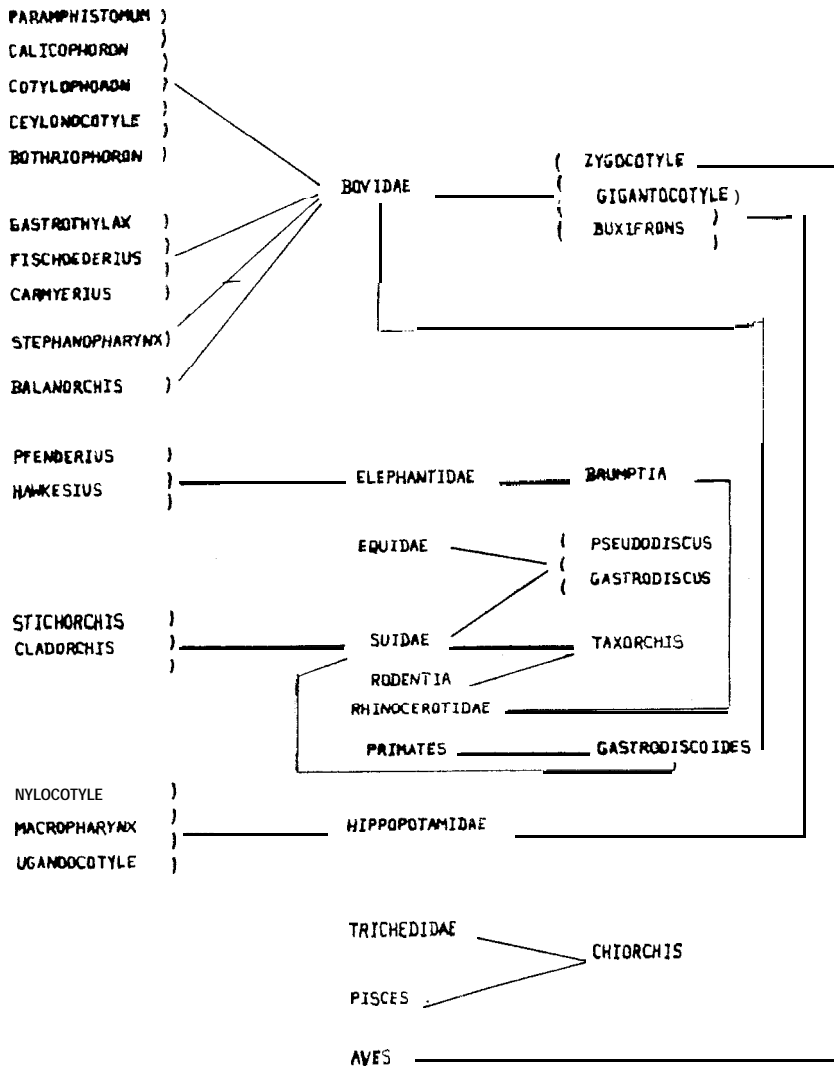 PARAMPHISTOMUM )
CALICOPHORON )
COTYLOPHORON )
CEYLONOCOTYLE )
BOTHRIOPHORON )
BOVIDAE
( ZYGOCOTYLE
( GIGANTOCOTYLE )
( BUXIFRONS )
GASTROTHYLAX )
FISCHOEDERIUS )
CARMYERIUS )
STEPHANOPHARYNX )
BALANORCHIS )
PFENDERIUS )
HAWKESIUS )
ELEPHANTIDAE
BRUMPTIA
EQUIDAE
( PSEUDODISCUS
( GASTRODISCUS
STICHORCHIS )
CLADORCHIS )
SUIDAE
TAXORCHIS
RODENTIA
RHINOCEROTIDAE
PRIMATES
GASTRODISCOIDES
NYLOCOTYLE )
MACROPHARYNX )
UGANDOCOTYLE )
HIPPOPOTAMIDAE
TRICHEDIDAE
CHIORCHIS
PISCES
AVES